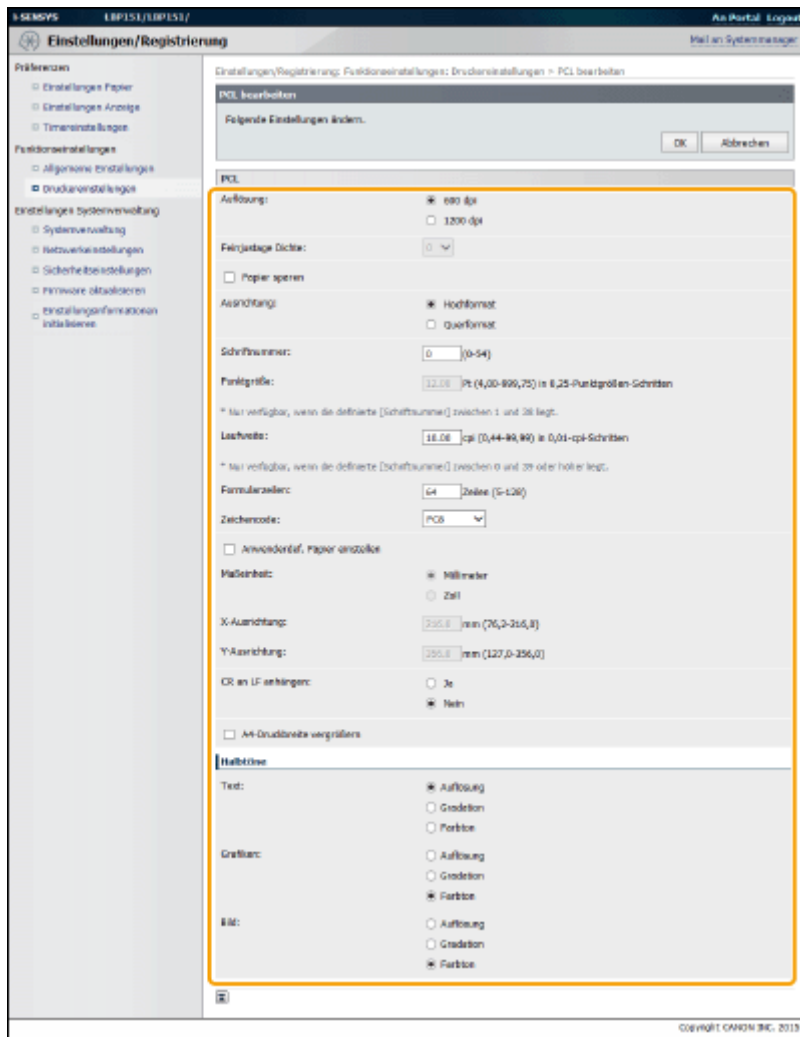 i-SENSYS LBP151/LBP151/ An Portal Logout
Einstellungen/Registrierung Mail an Systemmanager
Präferenzen
Einstellungen Papier
Einstellungen Anzeige
Timereinstellungen
Funktionseinstellungen
Allgemeine Einstellungen
Druckereinstellungen
Einstellungen Systemverwaltung
Systemverwaltung
Netzwerkeinstellungen
Sicherheitseinstellungen
Firmware aktualisieren
Einstellungsinformationen
initialisieren
Einstellungen/Registrierung: Funktionseinstellungen: Druckereinstellungen > PCL bearbeiten
PCL bearbeiten
Folgende Einstellungen ändern.
OK Abbrechen
PCL
Auflösung: 600 dpi
1200 dpi
Feinjustage Dichte: 0
Papier sparen
Ausrichtung: Hochformat
Querformat
Schriftnummer: 0 (0-54)
Punktgröße: 12.00 Pt (4,00-999,75) in 0,25-Punktgrößen-Schritten
* Nur verfügbar, wenn die definierte [Schriftnummer] zwischen 1 und 38 liegt.
Laufweite: 10.00 cpi (0,44-99,99) in 0,01-cpi-Schritten
* Nur verfügbar, wenn die definierte [Schriftnummer] zwischen 0 und 39 oder höher liegt.
Formularzeilen: 64 Zeilen (5-128)
Zeichencode: PC8
Anwenderdef. Papier einstellen
Maßeinheit: Millimeter
Zoll
X-Ausrichtung: mm (76,2-216,0)
Y-Ausrichtung: mm (127,0-356,0)
CR an LF anhängen: Ja
Nein
A4-Druckbreite vergrößern
Halbtöne
Text: Auflösung
Gradation
Farbton
Grafiken: Auflösung
Gradation
Farbton
Bild: Auflösung
Gradation
Farbton
Copyright CANON INC. 2015